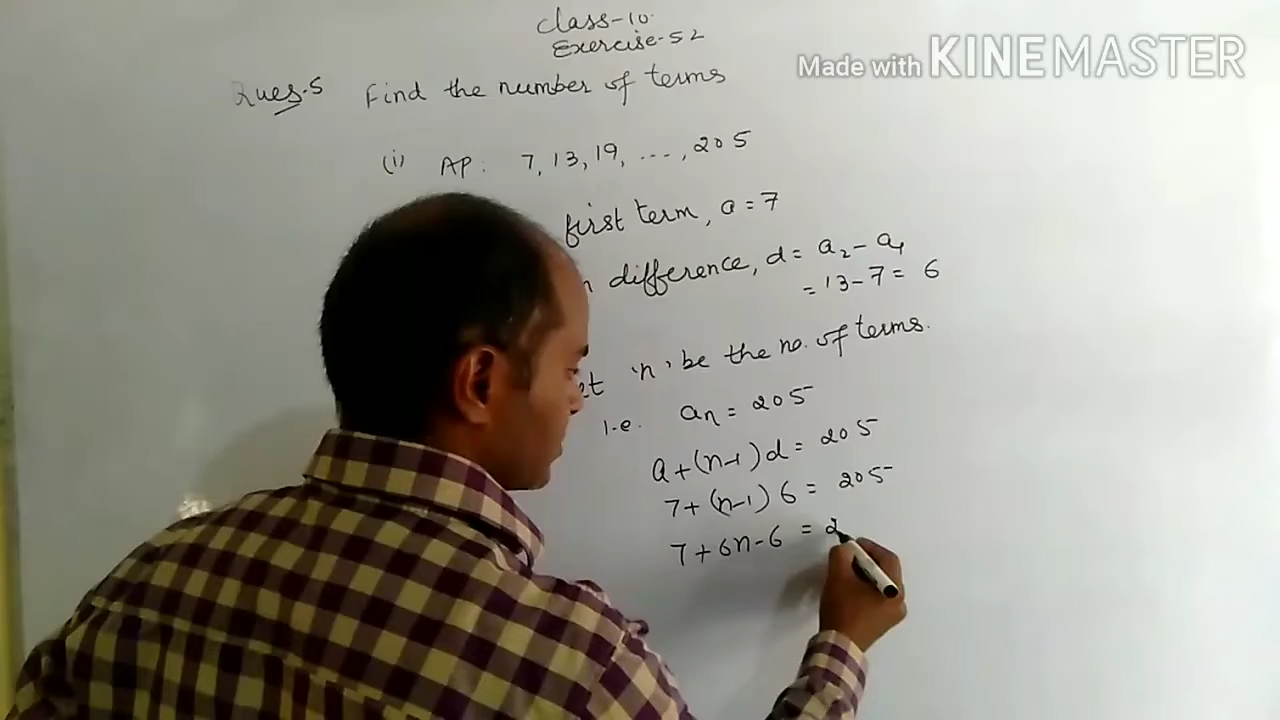 Class-10.
Exercise-52
Made with KINEMASTER
Ques-5 Find the number of terms
(i) AP: 7, 13, 19, ...., 205
first term, a = 7
difference, d = a₂ - a₁
= 13-7 = 6
'n' be the no. of terms.
i.e. an = 205
a+(n-1)d = 205
7+(n-1)6 = 205
7+6n-6 = 2